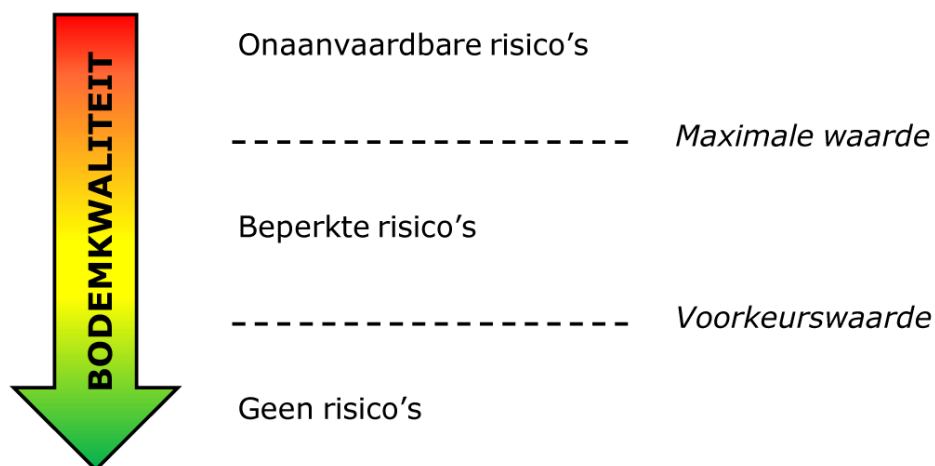 BODEMKWALITEIT
Onaanvaardbare risico's
Maximale waarde
Beperkte risico's
Voorkeurswaarde
Geen risico's